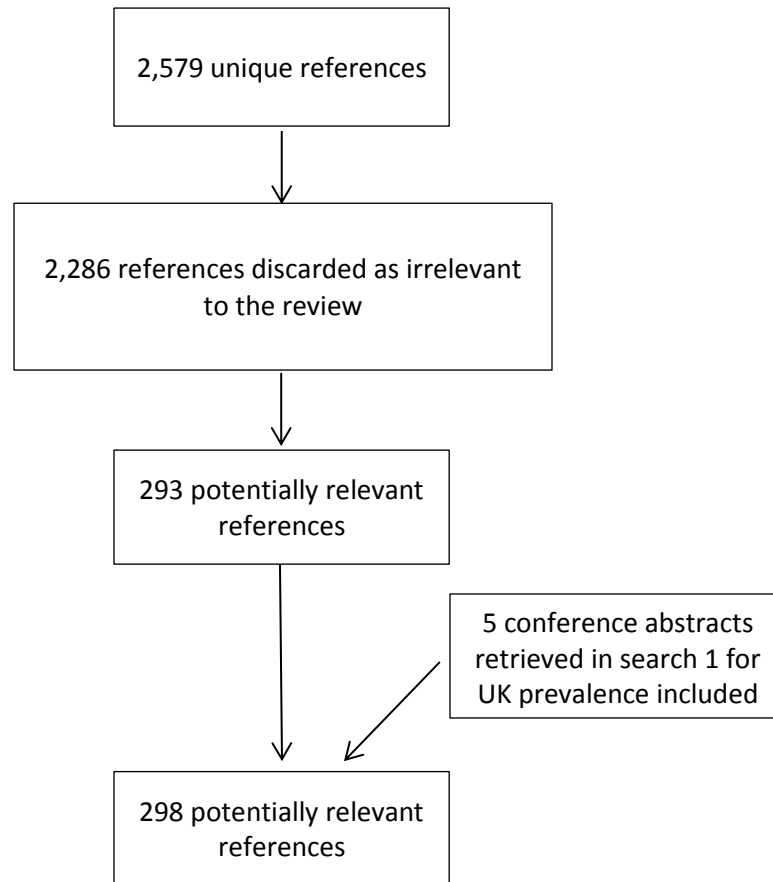 2,579 unique references
2,286 references discarded as irrelevant
to the review
293 potentially relevant
references
5 conference abstracts
retrieved in search 1 for
UK prevalence included
298 potentially relevant
references